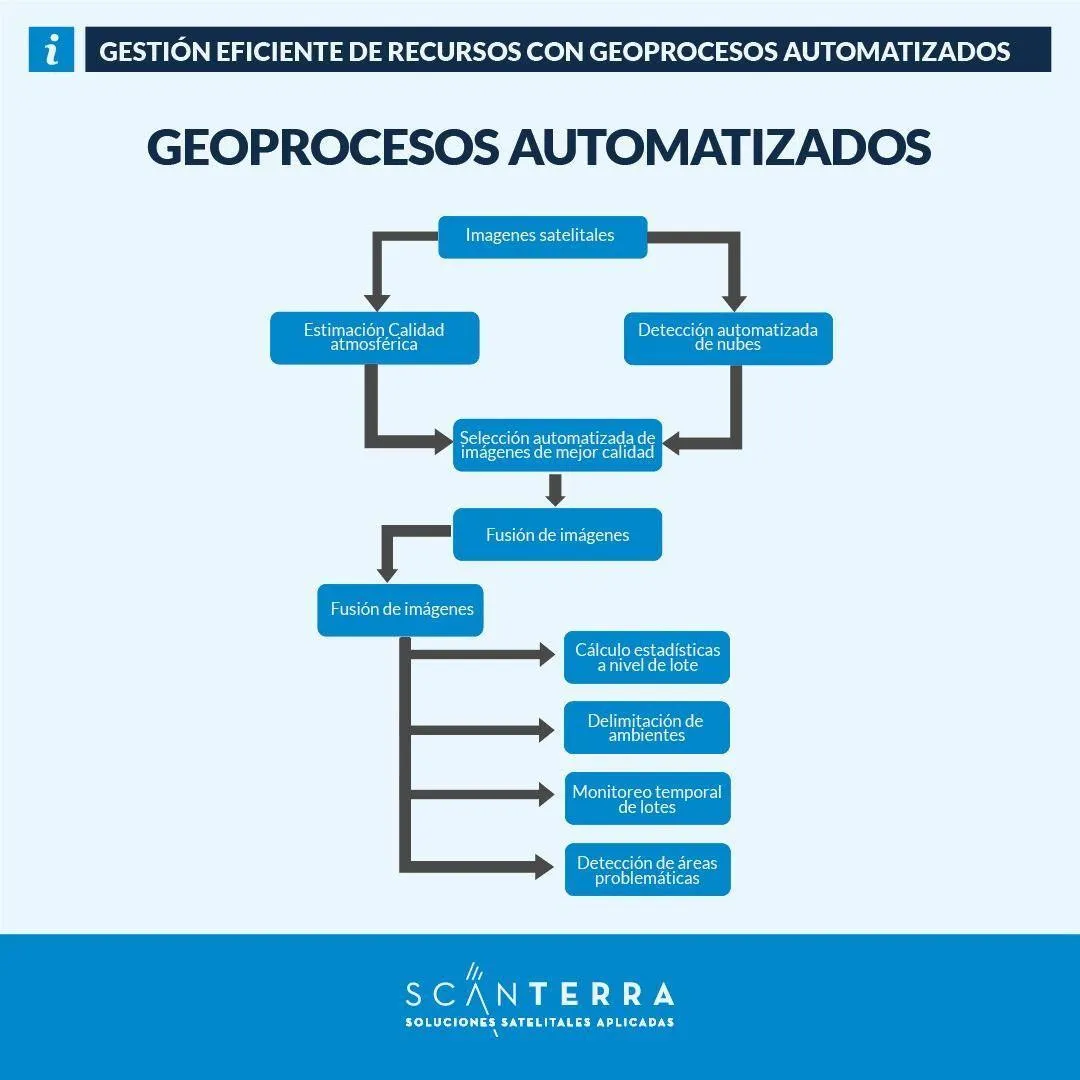 i
GESTIÓN EFICIENTE DE RECURSOS CON GEOPROCESOS AUTOMATIZADOS
GEOPROCESOS AUTOMATIZADOS
Imagenes satelitales
Estimación Calidad
atmosférica
Detección automatizada
de nubes
Selección automatizada de
imágenes de mejor calidad
Fusión de imágenes
Fusión de imágenes
Cálculo estadísticas
a nivel de lote
Delimitación de
ambientes
Monitoreo temporal
de lotes
Detección de áreas
problemáticas
SCANTERRA
SOLUCIONES SATELITALES APLICADAS